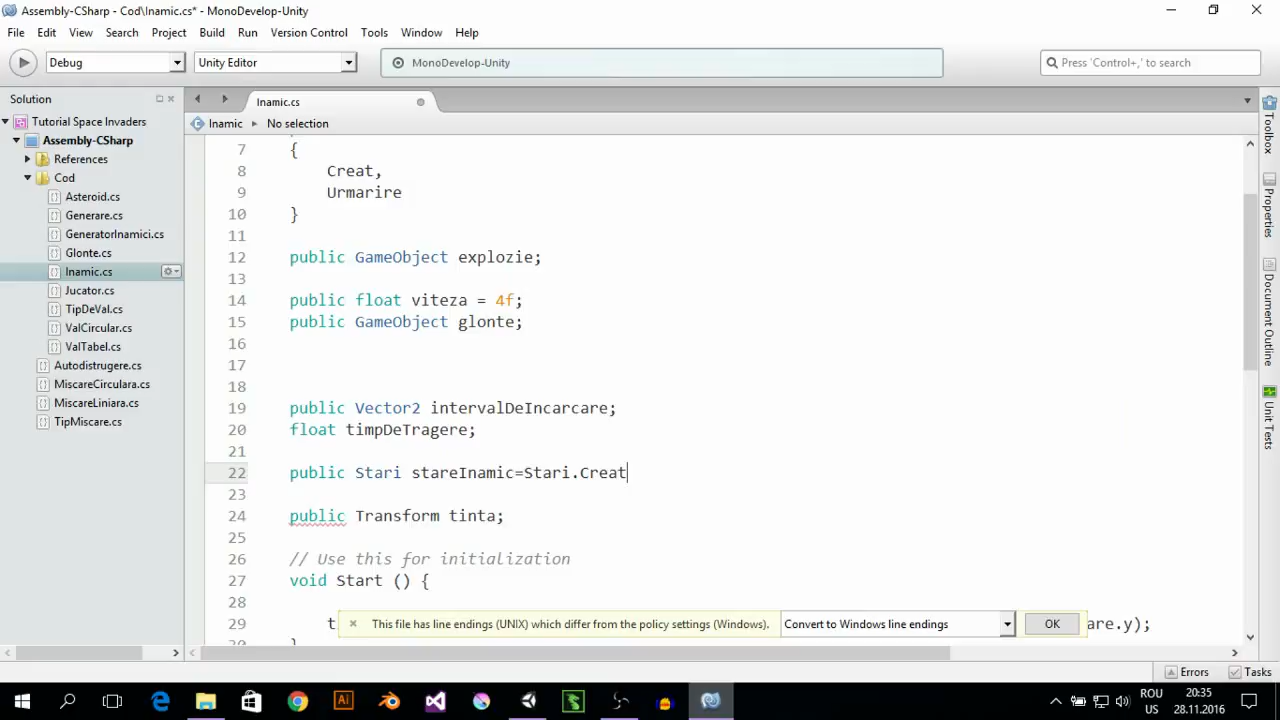 Assembly-CSharp - Cod\Inamic.cs* - MonoDevelop-Unity
File Edit View Search Project Build Run Version Control Tools Window Help
Debug Unity Editor MonoDevelop-Unity Press 'Control+,' to search
Solution
Inamic.cs
Tutorial Space Invaders
Assembly-CSharp
References
Cod
Asteroid.cs
Generare.cs
GeneratorInamici.cs
Glonte.cs
Inamic.cs
Jucator.cs
TipDeVal.cs
ValCircular.cs
ValTabel.cs
Autodistrugere.cs
MiscareCirculara.cs
MiscareLiniara.cs
TipMiscare.cs
Inamic No selection
7 {
8 Creat,
9 Urmarire
10 }
11
12 public GameObject explozie;
13
14 public float viteza = 4f;
15 public GameObject glonte;
16
17
18
19 public Vector2 intervalDeIncarcare;
20 float timpDeTragere;
21
22 public Stari stareInamic=Stari.Creat
23
24 public Transform tinta;
25
26 // Use this for initialization
27 void Start () {
28
29 t are.y);
30 }
This file has line endings (UNIX) which differ from the policy settings (Windows). Convert to Windows line endings OK
Toolbox
Properties
Document Outline
Unit Tests
Errors Tasks
ROU
US
20:35
28.11.2016